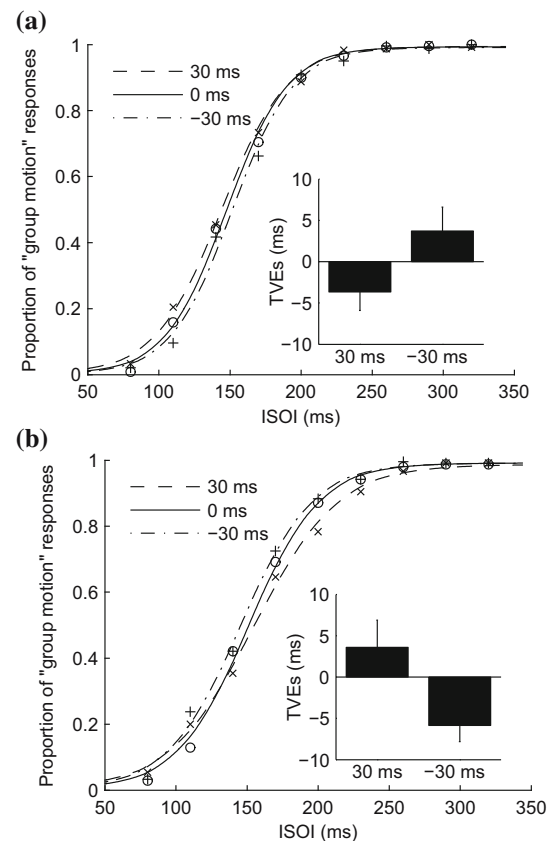 (a)
Proportion of "group motion" responses
1
0.8
0.6
0.4
0.2
0
30 ms
0 ms
−30 ms
TVEs (ms)
10
5
0
−5
−10
30 ms −30 ms
50 100 150 200 250 300 350
ISOI (ms)
(b)
Proportion of "group motion" responses
1
0.8
0.6
0.4
0.2
0
30 ms
0 ms
−30 ms
TVEs (ms)
10
5
0
−5
−10
30 ms −30 ms
50 100 150 200 250 300 350
ISOI (ms)